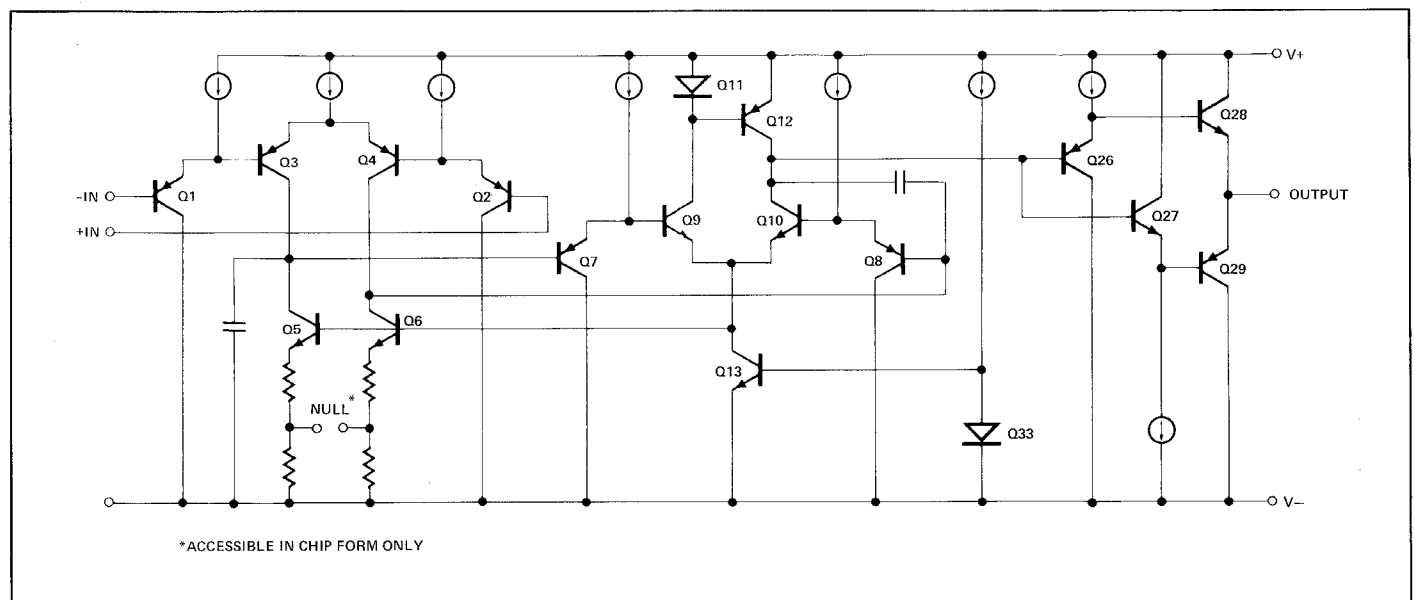 V+
Q11
Q12
Q28
Q3
Q4
Q26
-IN
Q1
Q2
OUTPUT
+IN
Q9
Q10
Q27
Q7
Q8
Q29
Q5
Q6
Q13
NULL*
Q33
V–
*ACCESSIBLE IN CHIP FORM ONLY